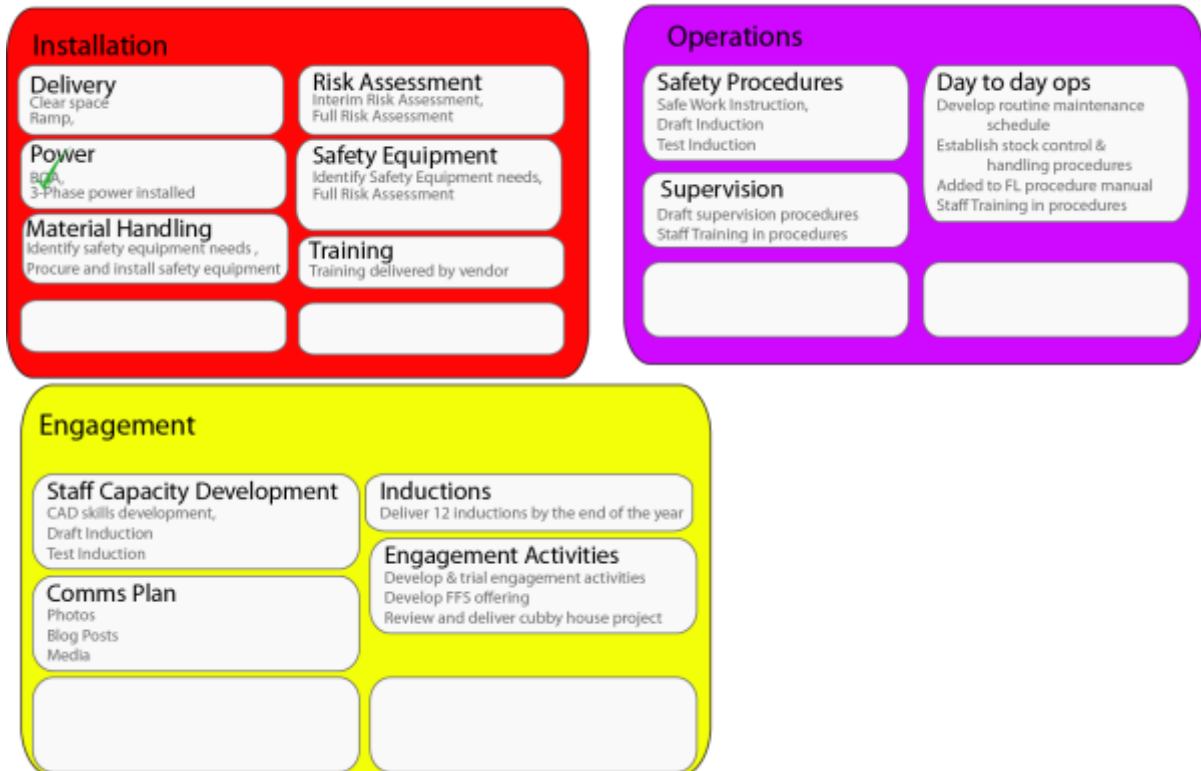 Installation
Delivery
Clear space
Ramp,
Power
BOA,
3-Phase power installed
Material Handling
Identify safety equipment needs ,
Procure and install safety equipment
Risk Assessment
Interim Risk Assessment,
Full Risk Assessment
Safety Equipment
Identify Safety Equipment needs,
Full Risk Assessment
Training
Training delivered by vendor
Operations
Safety Procedures
Safe Work Instruction,
Draft Induction
Test Induction
Supervision
Draft supervision procedures
Staff Training in procedures
Day to day ops
Develop routine maintenance
schedule
Establish stock control &
handling procedures
Added to FL procedure manual
Staff Training in procedures
Engagement
Staff Capacity Development
CAD skills development,
Draft Induction
Test Induction
Comms Plan
Photos
Blog Posts
Media
Inductions
Deliver 12 inductions by the end of the year
Engagement Activities
Develop & trial engagement activities
Develop FFS offering
Review and deliver cubby house project